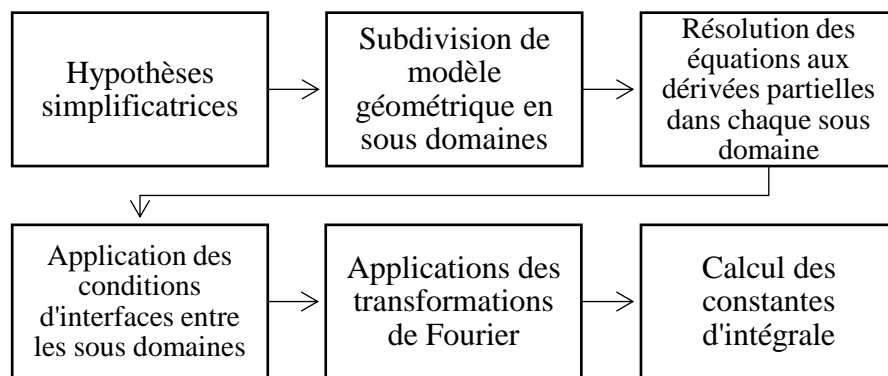 Hypothèses
simplificatrices
Subdivision de
modèle
géométrique en
sous domaines
Résolution des
équations aux
dérivées partielles
dans chaque sous
domaine
Application des
conditions
d'interfaces entre
les sous domaines
Applications des
transformations
de Fourier
Calcul des
constantes
d'intégrale